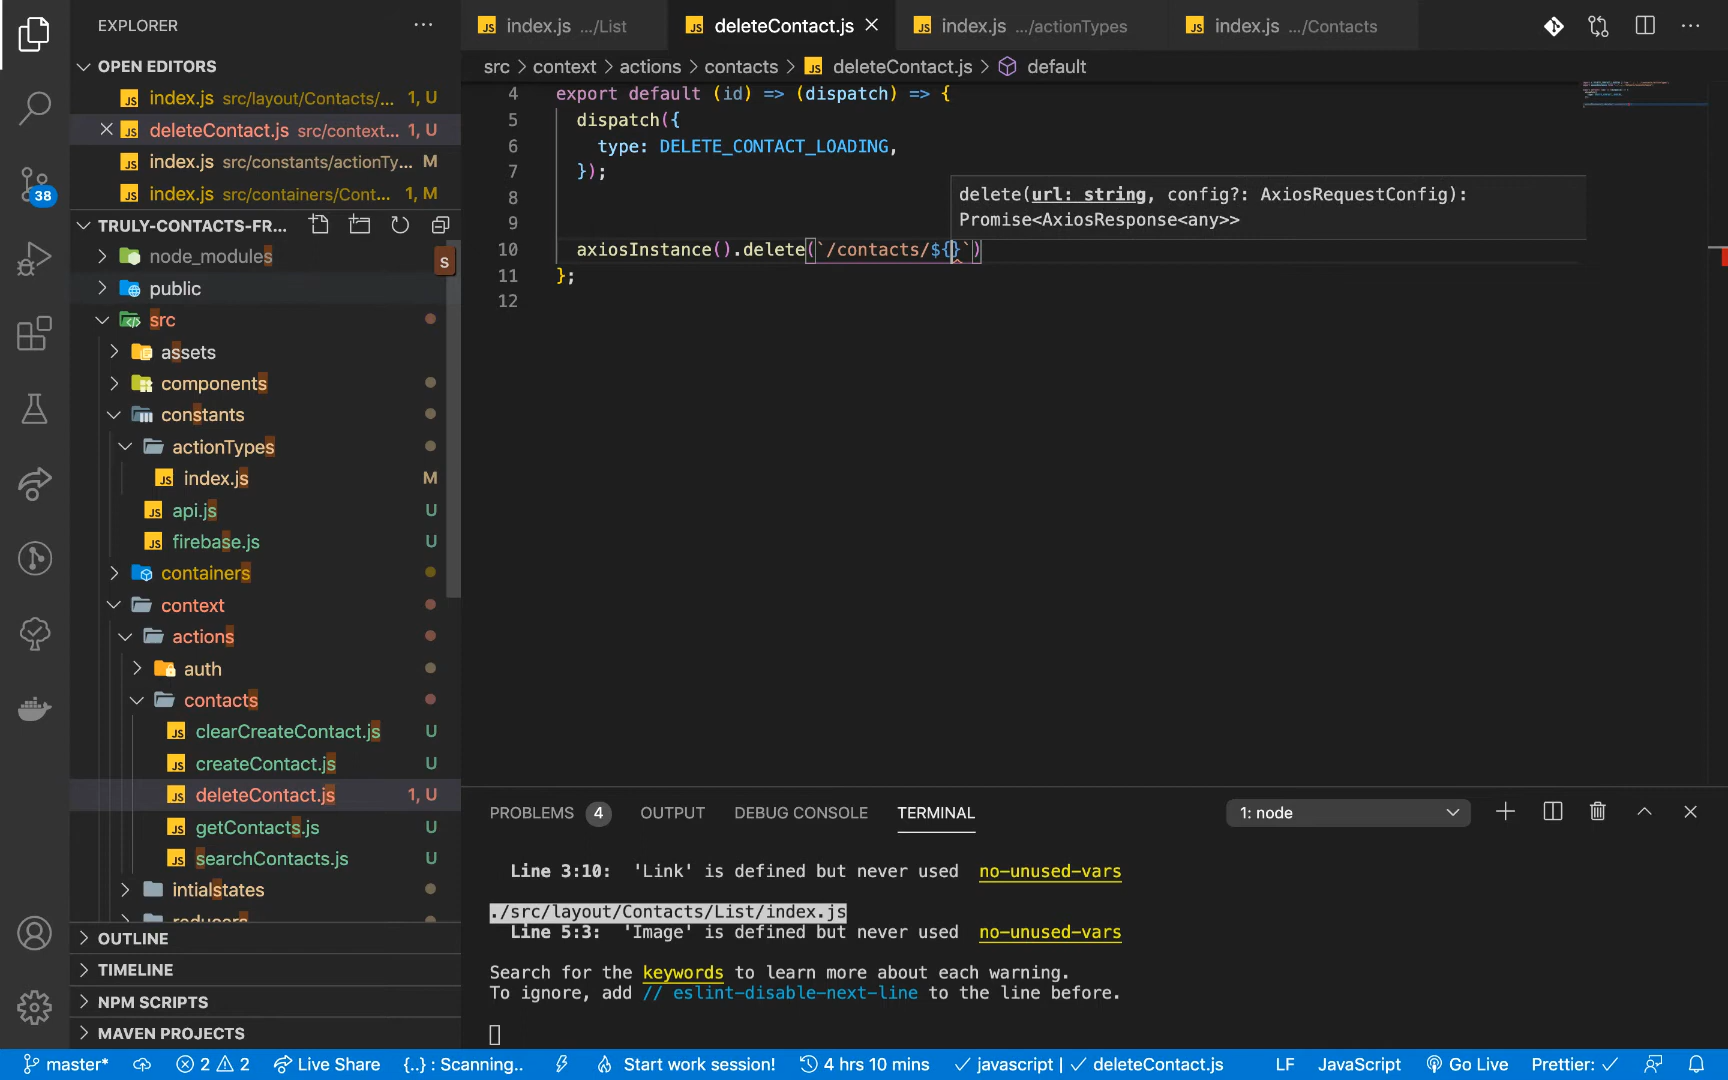 EXPLORER
OPEN EDITORS
index.js src/layout/Contacts/... 1, U
deleteContact.js src/context... 1, U
index.js src/constants/actionTy... M
index.js src/containers/Cont... 1, M
TRULY-CONTACTS-FR...
node_modules
s
public
src
assets
components
constants
actionTypes
index.js M
api.js U
firebase.js U
containers
context
actions
auth
contacts
clearCreateContact.js U
createContact.js U
deleteContact.js 1, U
getContacts.js U
searchContacts.js U
intialstates
reducers
OUTLINE
TIMELINE
NPM SCRIPTS
MAVEN PROJECTS
38
index.js .../List deleteContact.js index.js .../actionTypes index.js .../Contacts
src > context > actions > contacts > deleteContact.js > default
4 export default (id) => (dispatch) => {
5 dispatch({
6 type: DELETE_CONTACT_LOADING,
7 });
8
9
10 axiosInstance().delete(`/contacts/${}`)
11 };
12
delete(url: string, config?: AxiosRequestConfig):
Promise<AxiosResponse<any>>
PROBLEMS 4 OUTPUT DEBUG CONSOLE TERMINAL 1: node
Line 3:10: 'Link' is defined but never used no-unused-vars
./src/layout/Contacts/List/index.js
Line 5:3: 'Image' is defined but never used no-unused-vars
Search for the keywords to learn more about each warning.
To ignore, add // eslint-disable-next-line to the line before.
master* 2 2 Live Share {..} : Scanning.. Start work session! 4 hrs 10 mins javascript | deleteContact.js LF JavaScript Go Live Prettier: